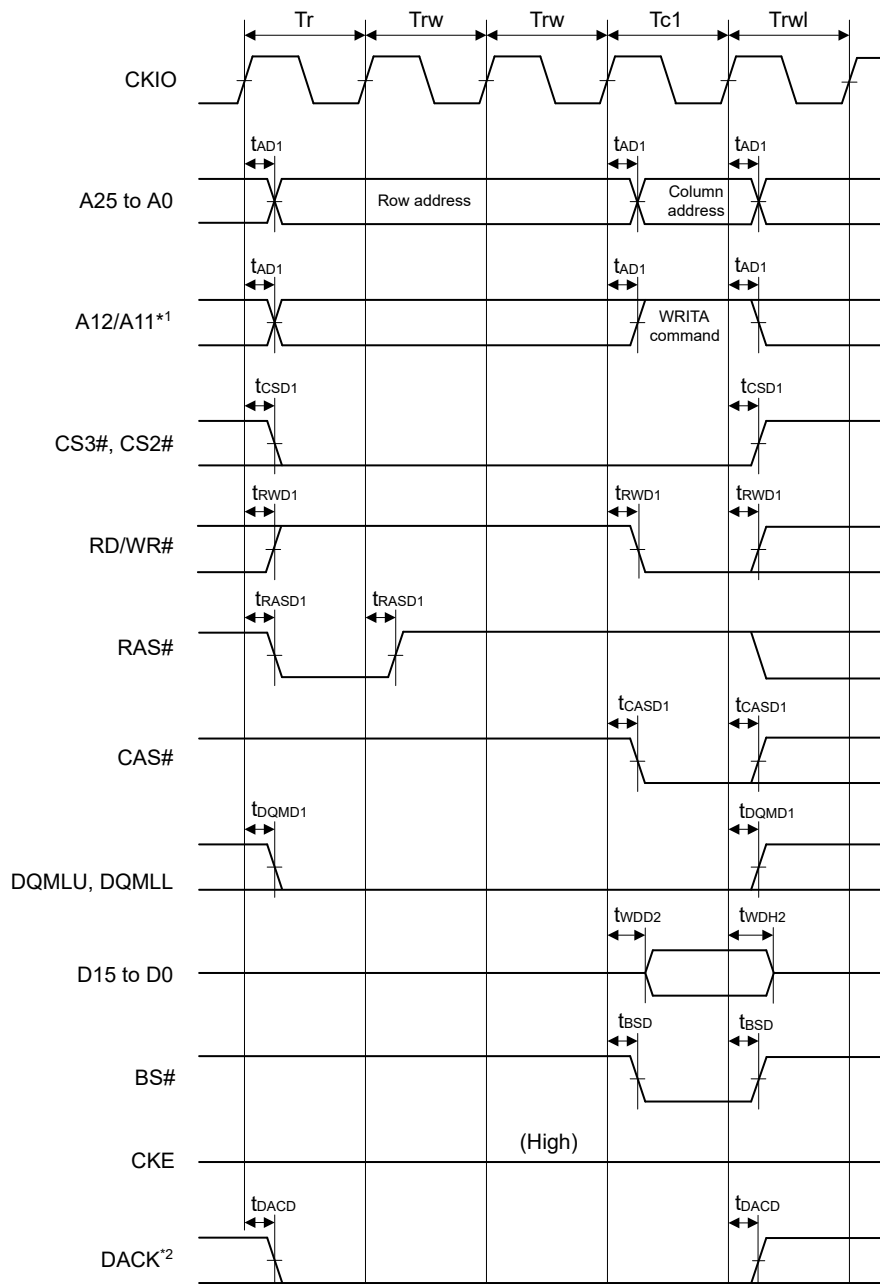 Tr Trw Trw Tc1 Trwl
CKIO
tAD1 tAD1 tAD1
A25 to A0 Row address Column address
tAD1 tAD1 tAD1
A12/A11*1 WRITA command
tCSD1 tCSD1
CS3#, CS2#
tRWD1 tRWD1 tRWD1
RD/WR#
tRASD1 tRASD1
RAS#
tCASD1 tCASD1
CAS#
tDQMD1 tDQMD1
DQMLU, DQMLL
tWDD2 tWDH2
D15 to D0
tBSD tBSD
BS#
(High)
CKE
tDACD tDACD
DACK*2